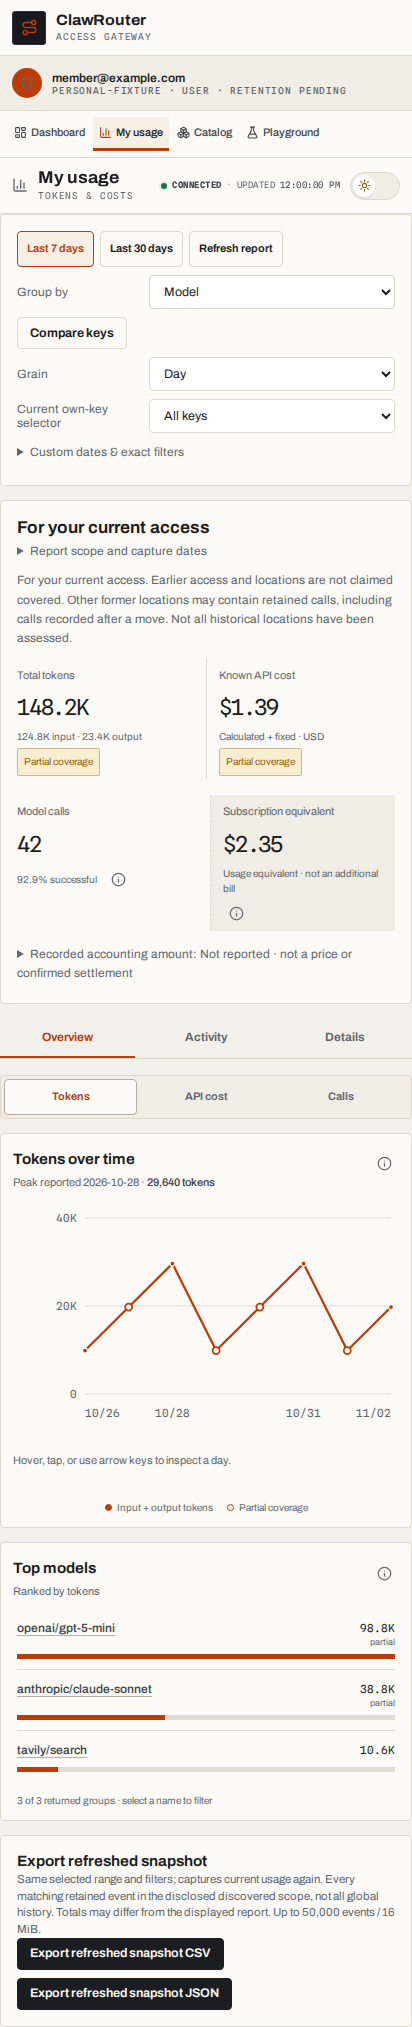 ClawRouter
ACCESS GATEWAY
member@example.com
PERSONAL-FIXTURE · USER · RETENTION PENDING
Dashboard
My usage
Catalog
Playground
My usage
TOKENS & COSTS
CONNECTED · UPDATED 12:00:00 PM
Last 7 days
Last 30 days
Refresh report
Group by
Model
Compare keys
Grain
Day
Current own-key
selector
All keys
Custom dates & exact filters
For your current access
Report scope and capture dates
For your current access. Earlier access and locations are not claimed
covered. Other former locations may contain retained calls, including
calls recorded after a move. Not all historical locations have been
assessed.
Total tokens
148.2K
124.8K input · 23.4K output
Partial coverage
Known API cost
$1.39
Calculated + fixed · USD
Partial coverage
Model calls
42
92.9% successful
Subscription equivalent
$2.35
Usage equivalent · not an additional
bill
Recorded accounting amount: Not reported · not a price or
confirmed settlement
Overview
Activity
Details
Tokens
API cost
Calls
Tokens over time
Peak reported 2026-10-28 · 29,640 tokens
40K
20K
0
10/26
10/28
10/31
11/02
Hover, tap, or use arrow keys to inspect a day.
Input + output tokens
Partial coverage
Top models
Ranked by tokens
openai/gpt-5-mini
98.8K
partial
anthropic/claude-sonnet
38.8K
partial
tavily/search
10.6K
3 of 3 returned groups · select a name to filter
Export refreshed snapshot
Same selected range and filters; captures current usage again. Every
matching retained event in the disclosed discovered scope, not all global
history. Totals may differ from the displayed report. Up to 50,000 events / 16
MiB.
Export refreshed snapshot CSV
Export refreshed snapshot JSON